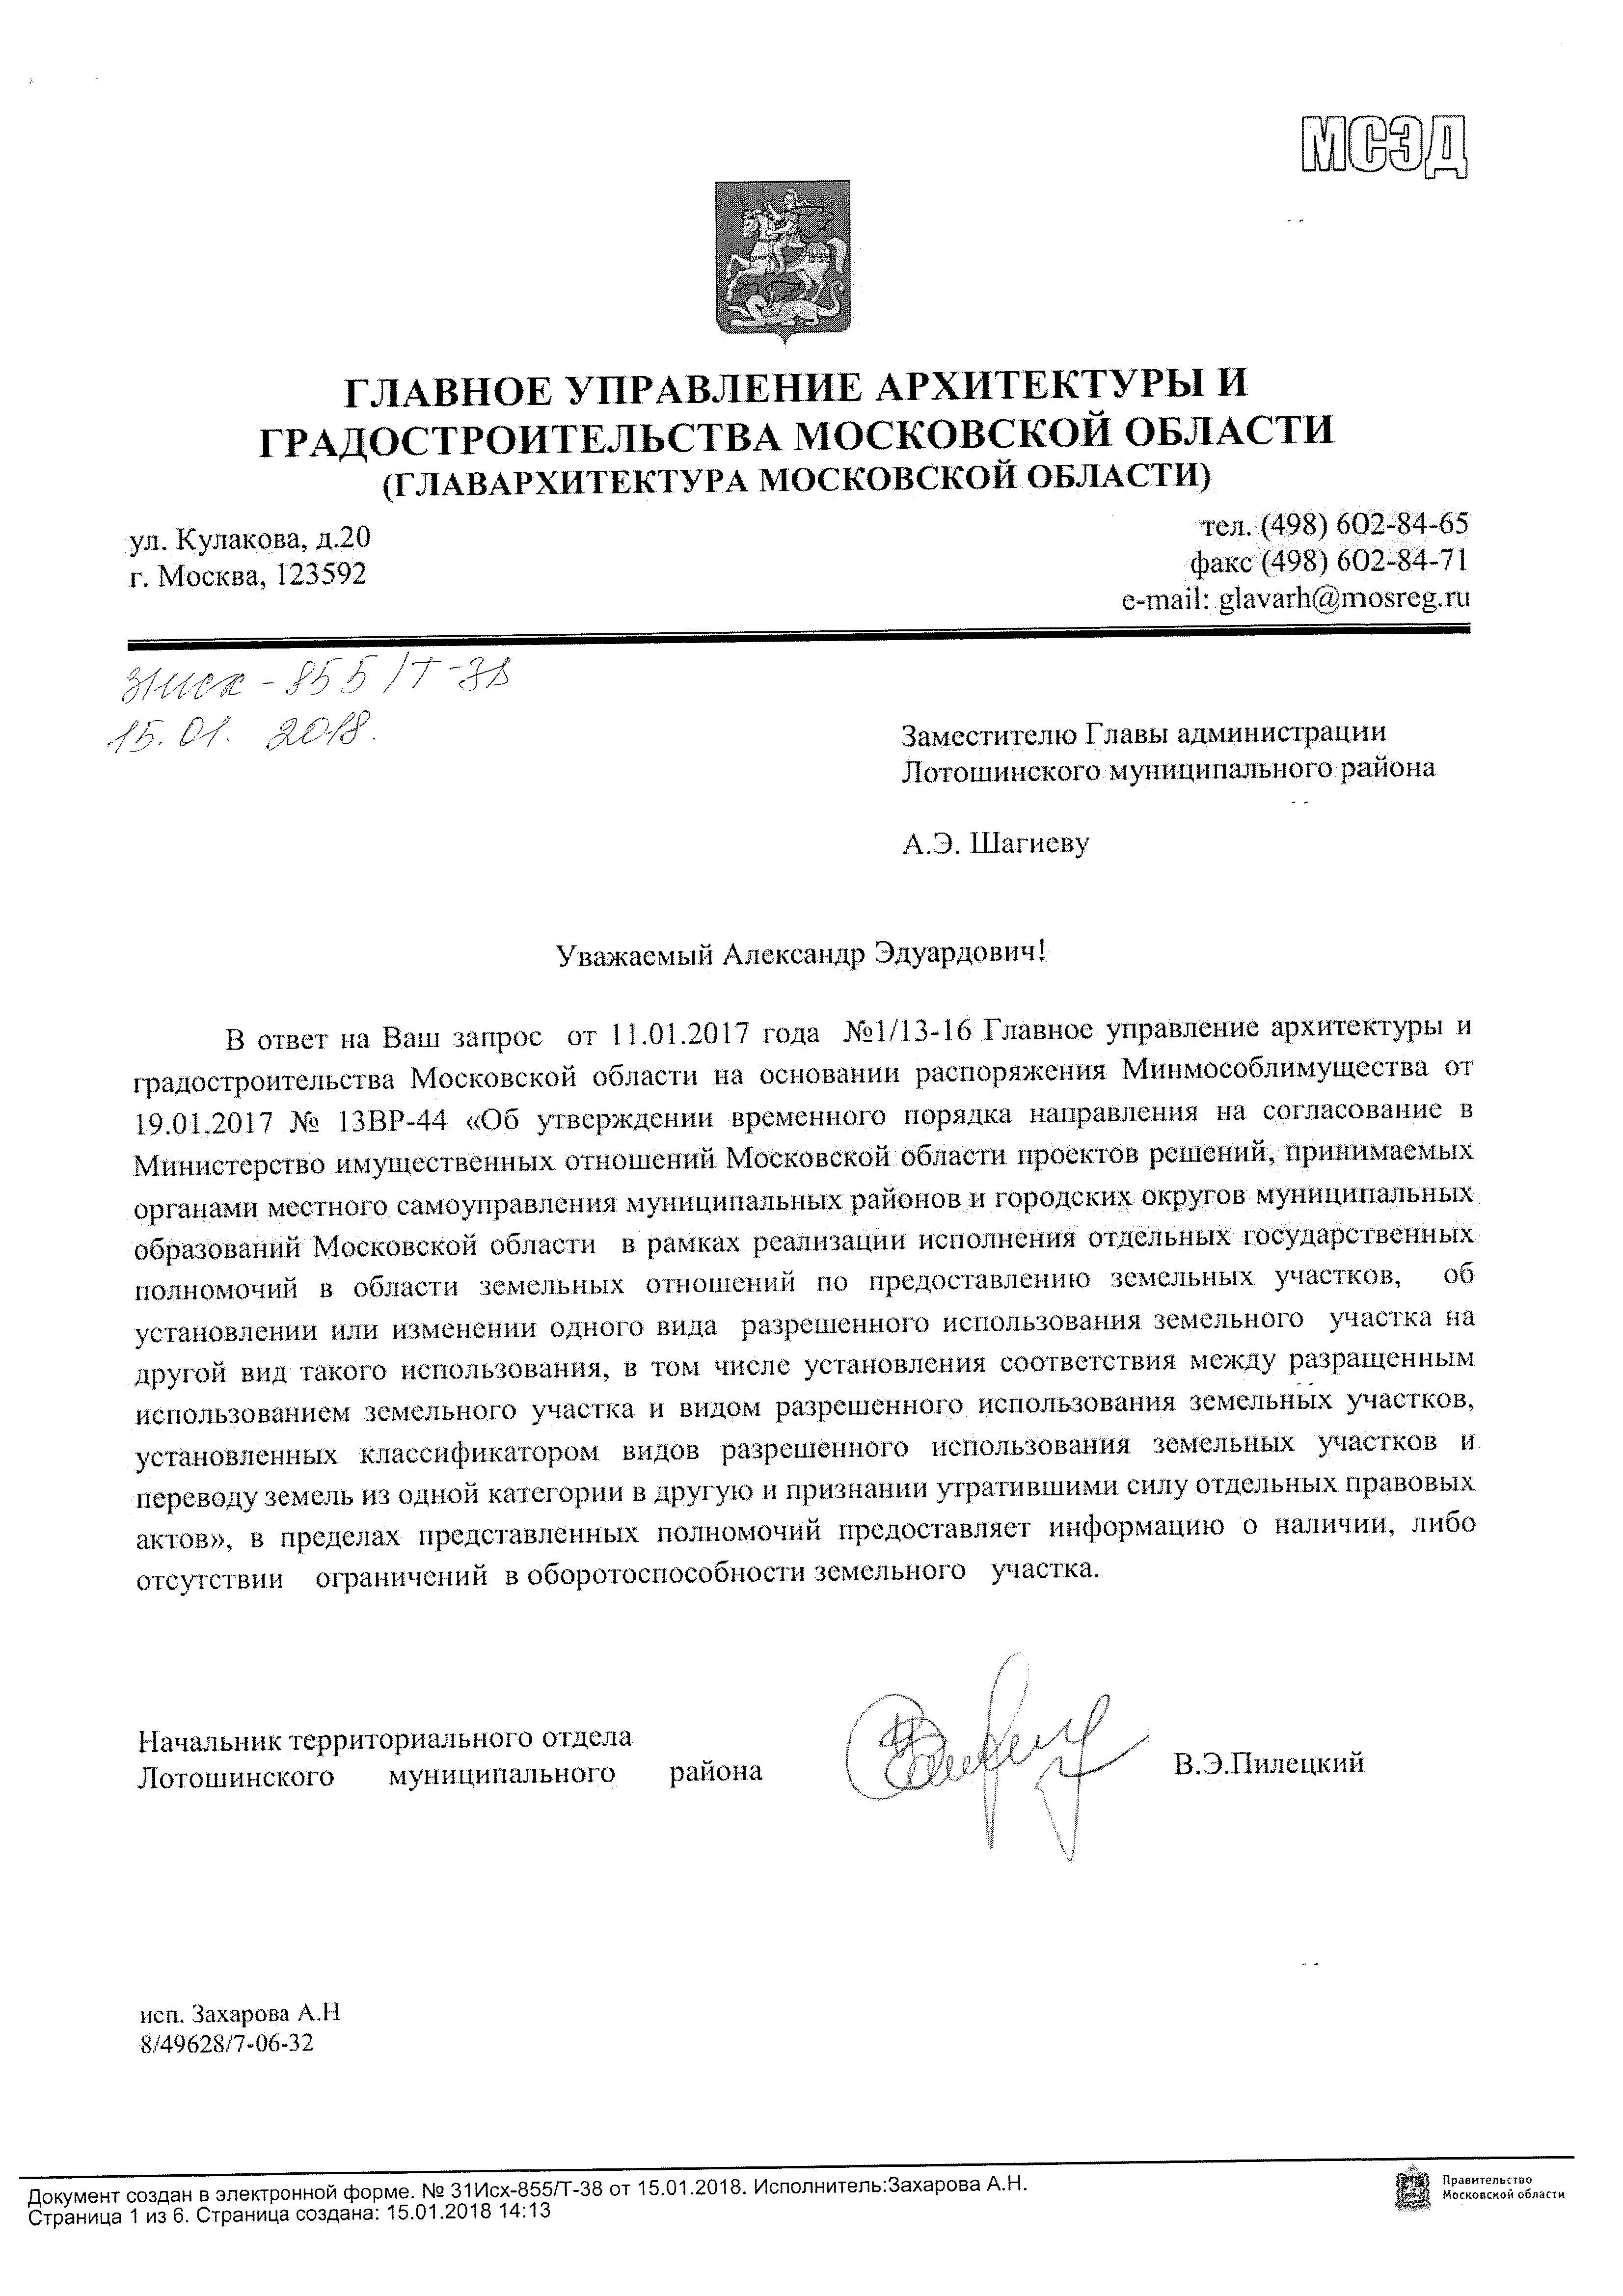 МСЭД
ГЛАВНОЕ УПРАВЛЕНИЕ АРХИТЕКТУРЫ И
ГРАДОСТРОИТЕЛЬСТВА МОСКОВСКОЙ ОБЛАСТИ
(ГЛАВАРХИТЕКТУРА МОСКОВСКОЙ ОБЛАСТИ)
ул. Кулакова, д.20
г. Москва, 123592
тел. (498) 602-84-65
факс (498) 602-84-71
e-mail: glavarh@mosreg.ru
31Исх-855/Т-38
15.01. 2018.
Заместителю Главы администрации
Лотошинского муниципального района
А.Э. Шагиеву
Уважаемый Александр Эдуардович!
В ответ на Ваш запрос от 11.01.2017 года №1/13-16 Главное управление архитектуры и
градостроительства Московской области на основании распоряжения Минмособлимущества от
19.01.2017 № 13ВР-44 «Об утверждении временного порядка направления на согласование в
Министерство имущественных отношений Московской области проектов решений, принимаемых
органами местного самоуправления муниципальных районов и городских округов муниципальных
образований Московской области в рамках реализации исполнения отдельных государственных
полномочий в области земельных отношений по предоставлению земельных участков, об
установлении или изменении одного вида разрешенного использования земельного участка на
другой вид такого использования, в том числе установления соответствия между разращенным
использованием земельного участка и видом разрешенного использования земельных участков,
установленных классификатором видов разрешенного использования земельных участков и
переводу земель из одной категории в другую и признании утратившими силу отдельных правовых
актов», в пределах представленных полномочий предоставляет информацию о наличии, либо
отсутствии ограничений в оборотоспособности земельного участка.
Начальник территориального отдела
Лотошинского муниципального района
В.Э.Пилецкий
исп. Захарова А.Н
8/49628/7-06-32
Документ создан в электронной форме. № 31Исх-855/Т-38 от 15.01.2018. Исполнитель:Захарова А.Н.
Страница 1 из 6. Страница создана: 15.01.2018 14:13
Правительство
Московской области